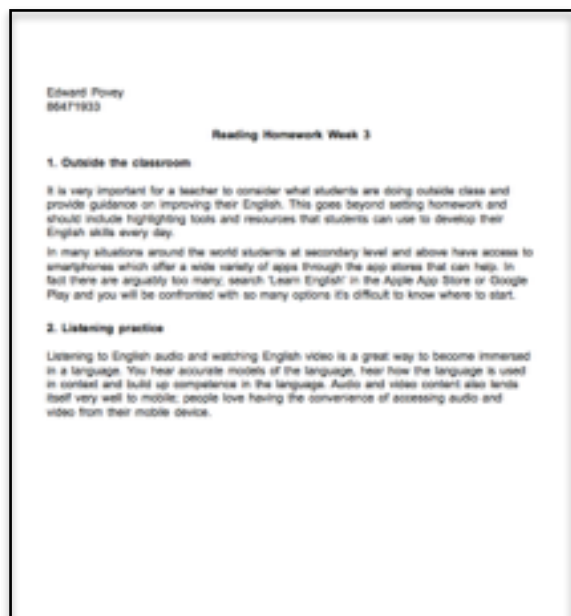 Edward Povey
86471933
Reading Homework Week 3
1. Outside the classroom
It is very important for a teacher to consider what students are doing outside class and
provide guidance on improving their English. This goes beyond setting homework and
should include highlighting tools and resources that students can use to develop their
English skills every day.
In many situations around the world students at secondary level and above have access to
smartphones which offer a wide variety of apps through the app stores that can help. In
fact there are arguably too many; search 'Learn English' in the Apple App Store or Google
Play and you will be confronted with so many options it's difficult to know where to start.
2. Listening practice
Listening to English audio and watching English video is a great way to become immersed
in a language. You hear accurate models of the language, hear how the language is used
in context and build up competence in the language. Audio and video content also lends
itself very well to mobile; people love having the convenience of accessing audio and
video from their mobile device.